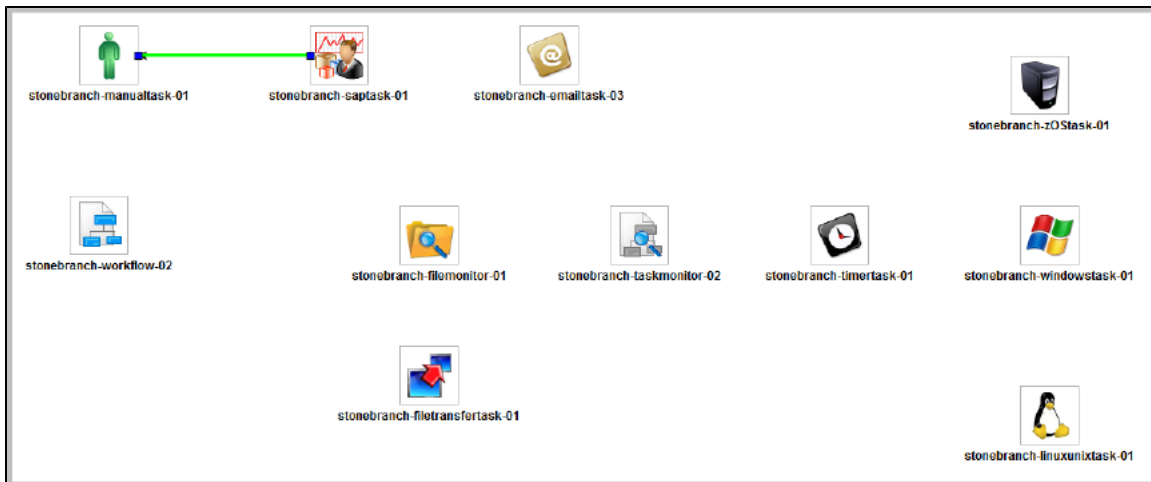 stonebranch-manualtask-01
stonebranch-saptask-01
stonebranch-emailtask-03
stonebranch-zOStask-01
stonebranch-workflow-02
stonebranch-filemonitor-01
stonebranch-taskmonitor-02
stonebranch-timertask-01
stonebranch-windowstask-01
stonebranch-filetransfertask-01
stonebranch-linuxunixtask-01